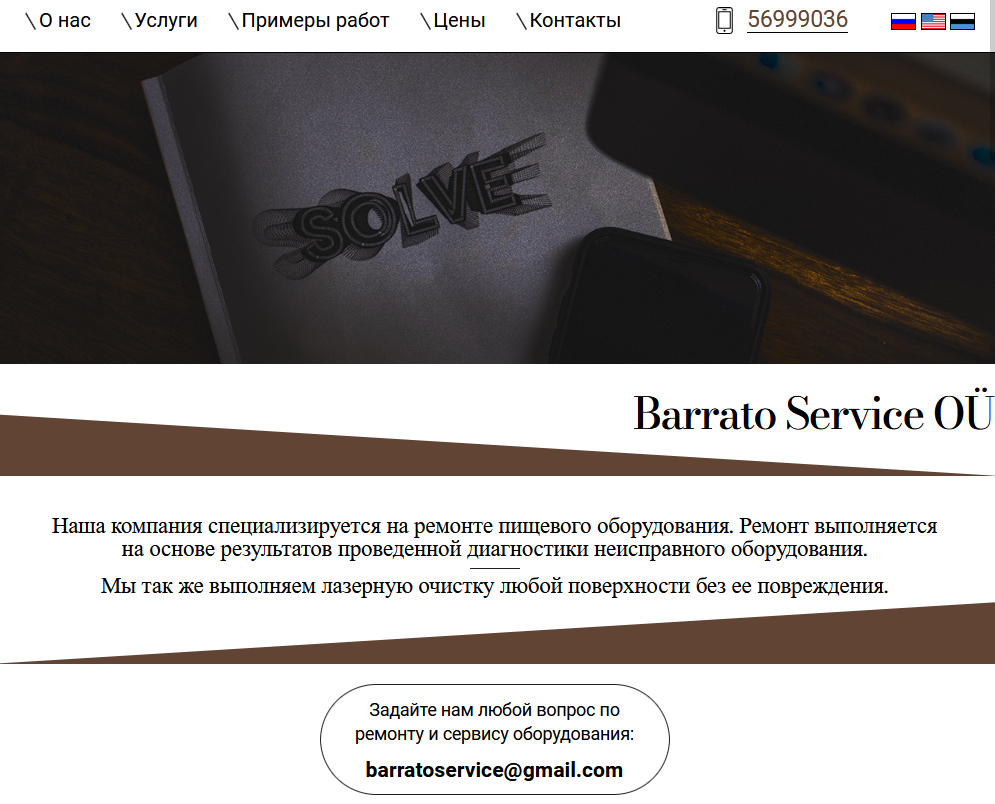 \О нас \Услуги \Примеры работ \Цены \Контакты 56999036
SOLVE
Barrato Service OÜ
Наша компания специализируется на ремонте пищевого оборудования. Ремонт выполняется
на основе результатов проведенной диагностики неисправного оборудования.
Мы так же выполняем лазерную очистку любой поверхности без ее повреждения.
Задайте нам любой вопрос по
ремонту и сервису оборудования:
barratoservice@gmail.com